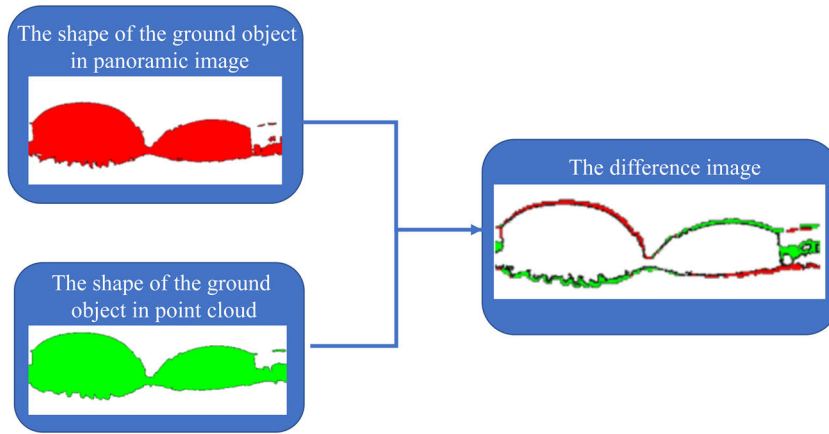 The shape of the ground object
in panoramic image
The difference image
The shape of the ground
object in point cloud